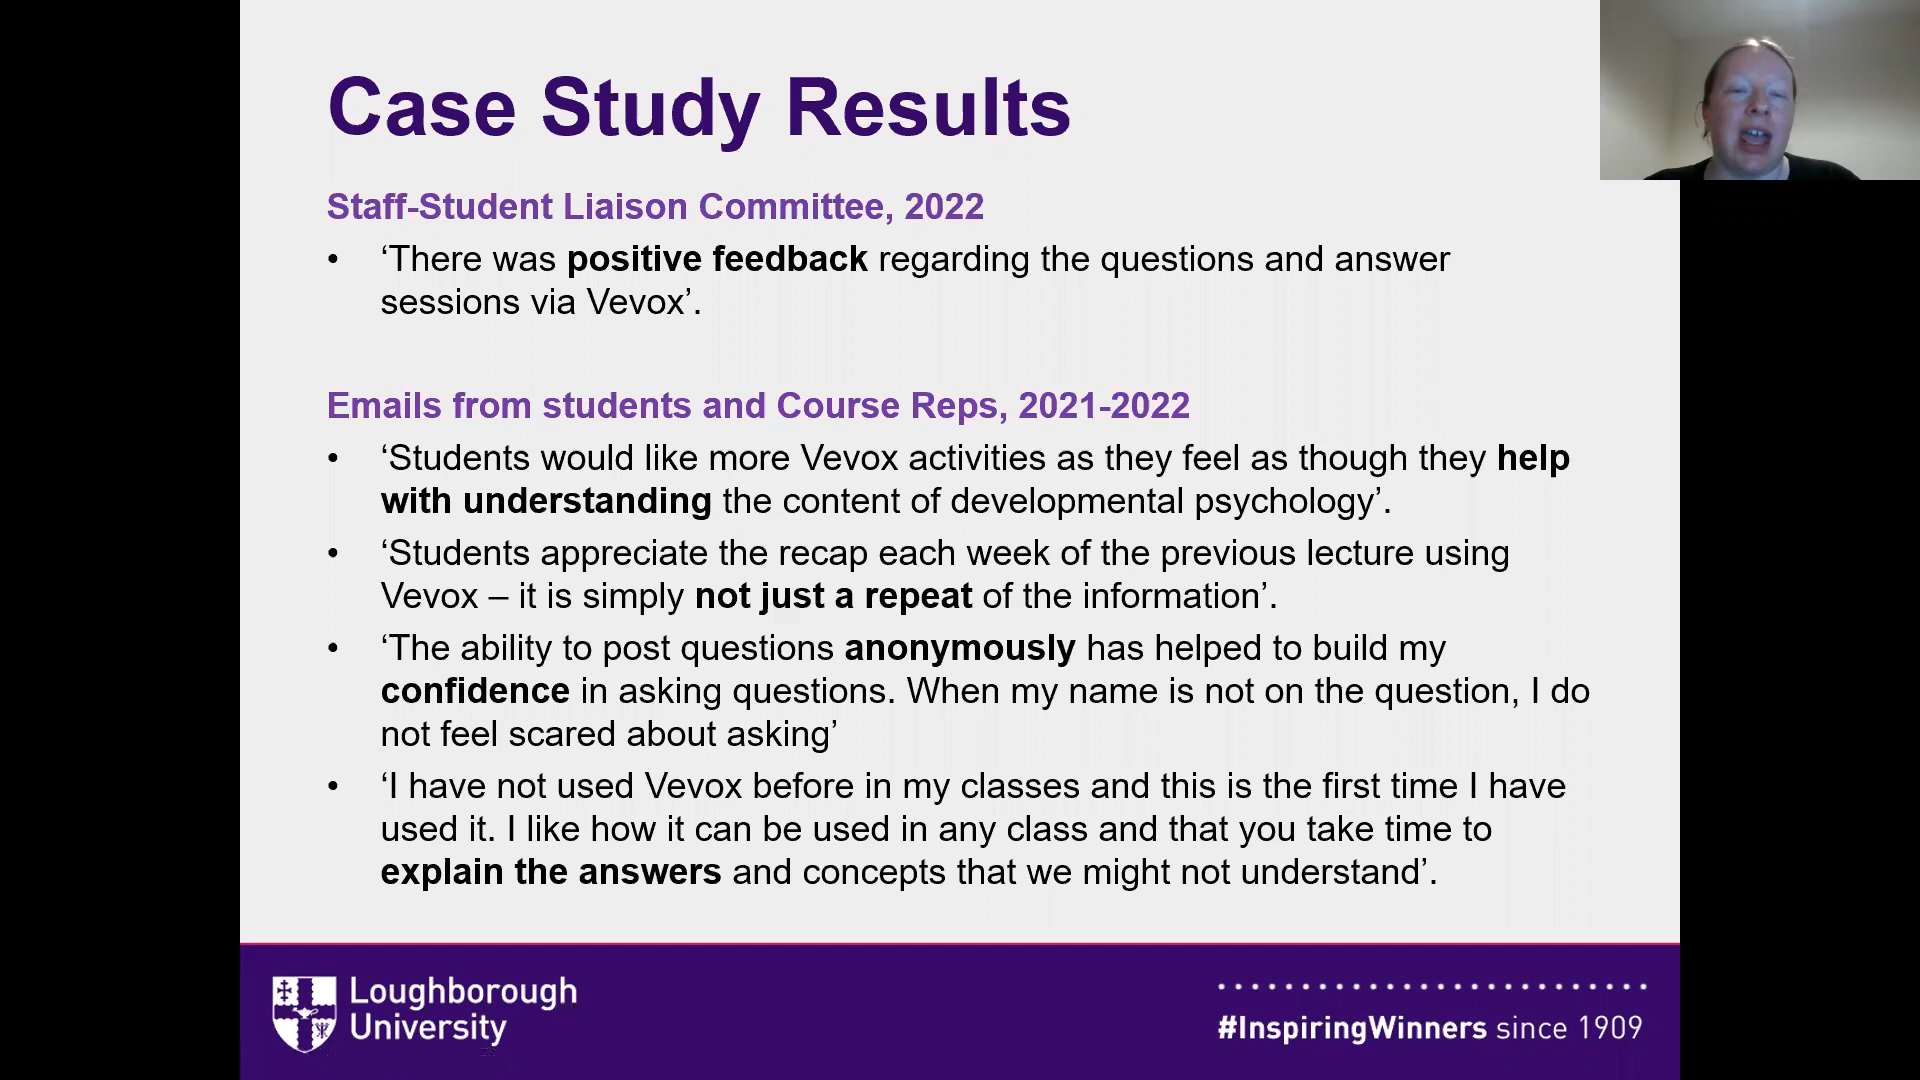 Case Study Results
Staff-Student Liaison Committee, 2022
• ‘There was positive feedback regarding the questions and answer
sessions via Vevox’.
Emails from students and Course Reps, 2021-2022
• ‘Students would like more Vevox activities as they feel as though they help
with understanding the content of developmental psychology’.
• ‘Students appreciate the recap each week of the previous lecture using
Vevox – it is simply not just a repeat of the information’.
• ‘The ability to post questions anonymously has helped to build my
confidence in asking questions. When my name is not on the question, I do
not feel scared about asking’
• ‘I have not used Vevox before in my classes and this is the first time I have
used it. I like how it can be used in any class and that you take time to
explain the answers and concepts that we might not understand’.
Loughborough
University
#InspiringWinners since 1909